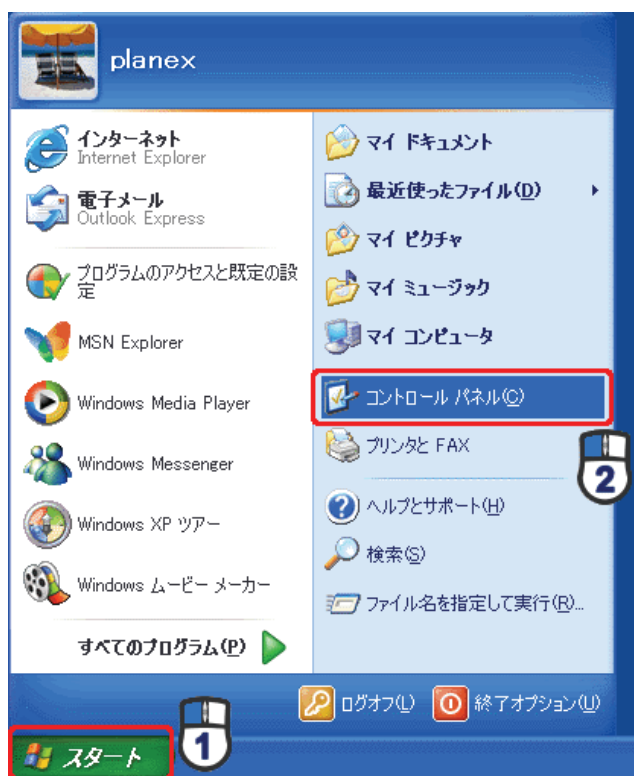 planex
インターネット
Internet Explorer
電子メール
Outlook Express
プログラムのアクセスと既定の設
定
MSN Explorer
Windows Media Player
Windows Messenger
Windows XP ツアー
Windows ムービー メーカー
すべてのプログラム(P)
マイ ドキュメント
最近使ったファイル(D)
マイ ピクチャ
マイ ミュージック
マイ コンピュータ
コントロール パネル(C)
プリンタと FAX
ヘルプとサポート(H)
検索(S)
ファイル名を指定して実行(R)...
2
ログオフ(L)
終了オプション(U)
スタート
1